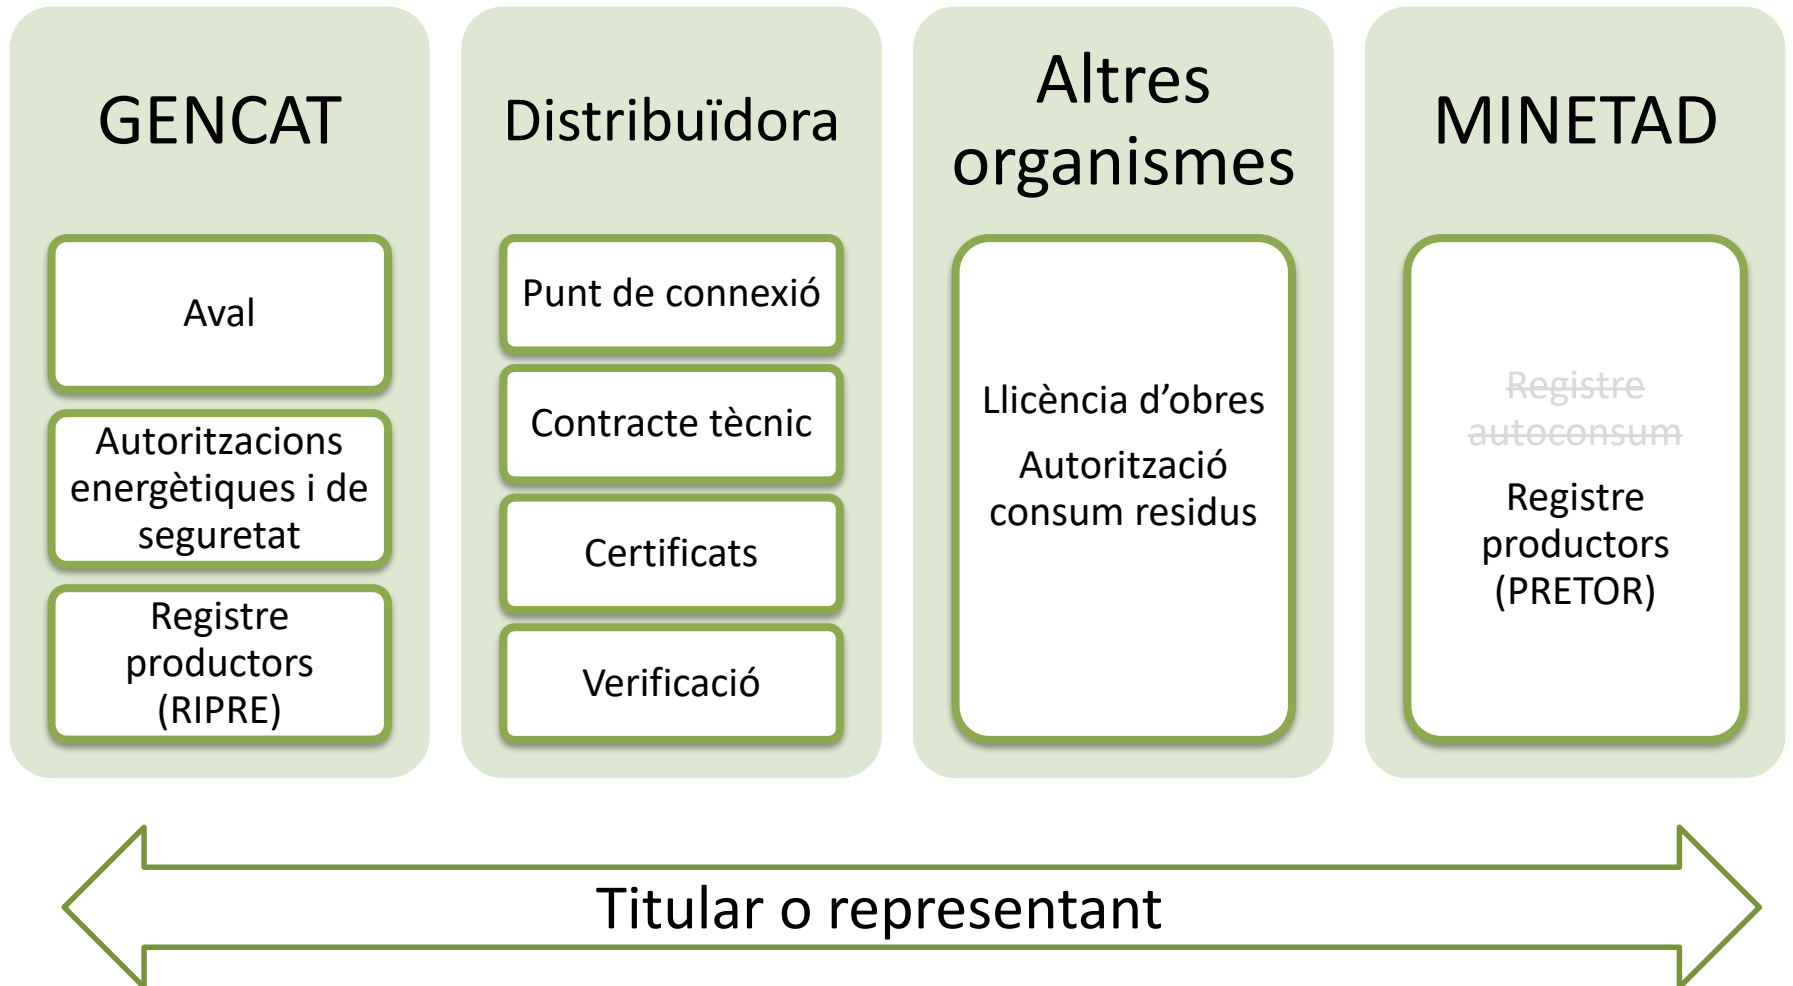 GENCAT
Aval
Autoritzacions
energètiques i de
seguretat
Registre
productors
(RIPRE)
Distribuïdora
Punt de connexió
Contracte tècnic
Certificats
Verificació
Altres
organismes
Llicència d’obres
Autorització
consum residus
MINETAD
Registre
autoconsum
Registre
productors
(PRETOR)
Titular o representant